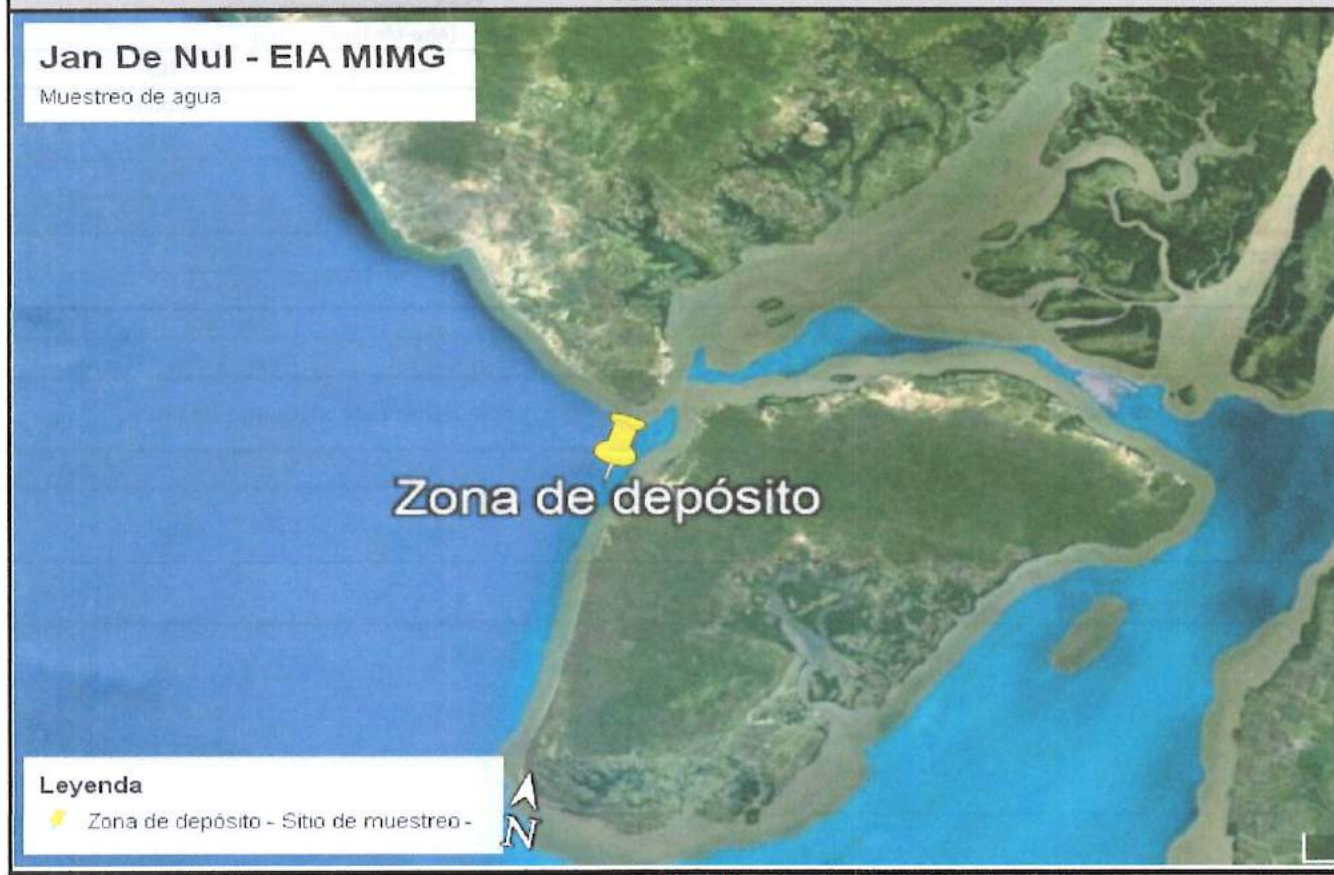 Jan De Nul - EIA MIMG
Muestreo de agua
Zona de depósito
Leyenda
Zona de depósito - Sitio de muestreo -
N